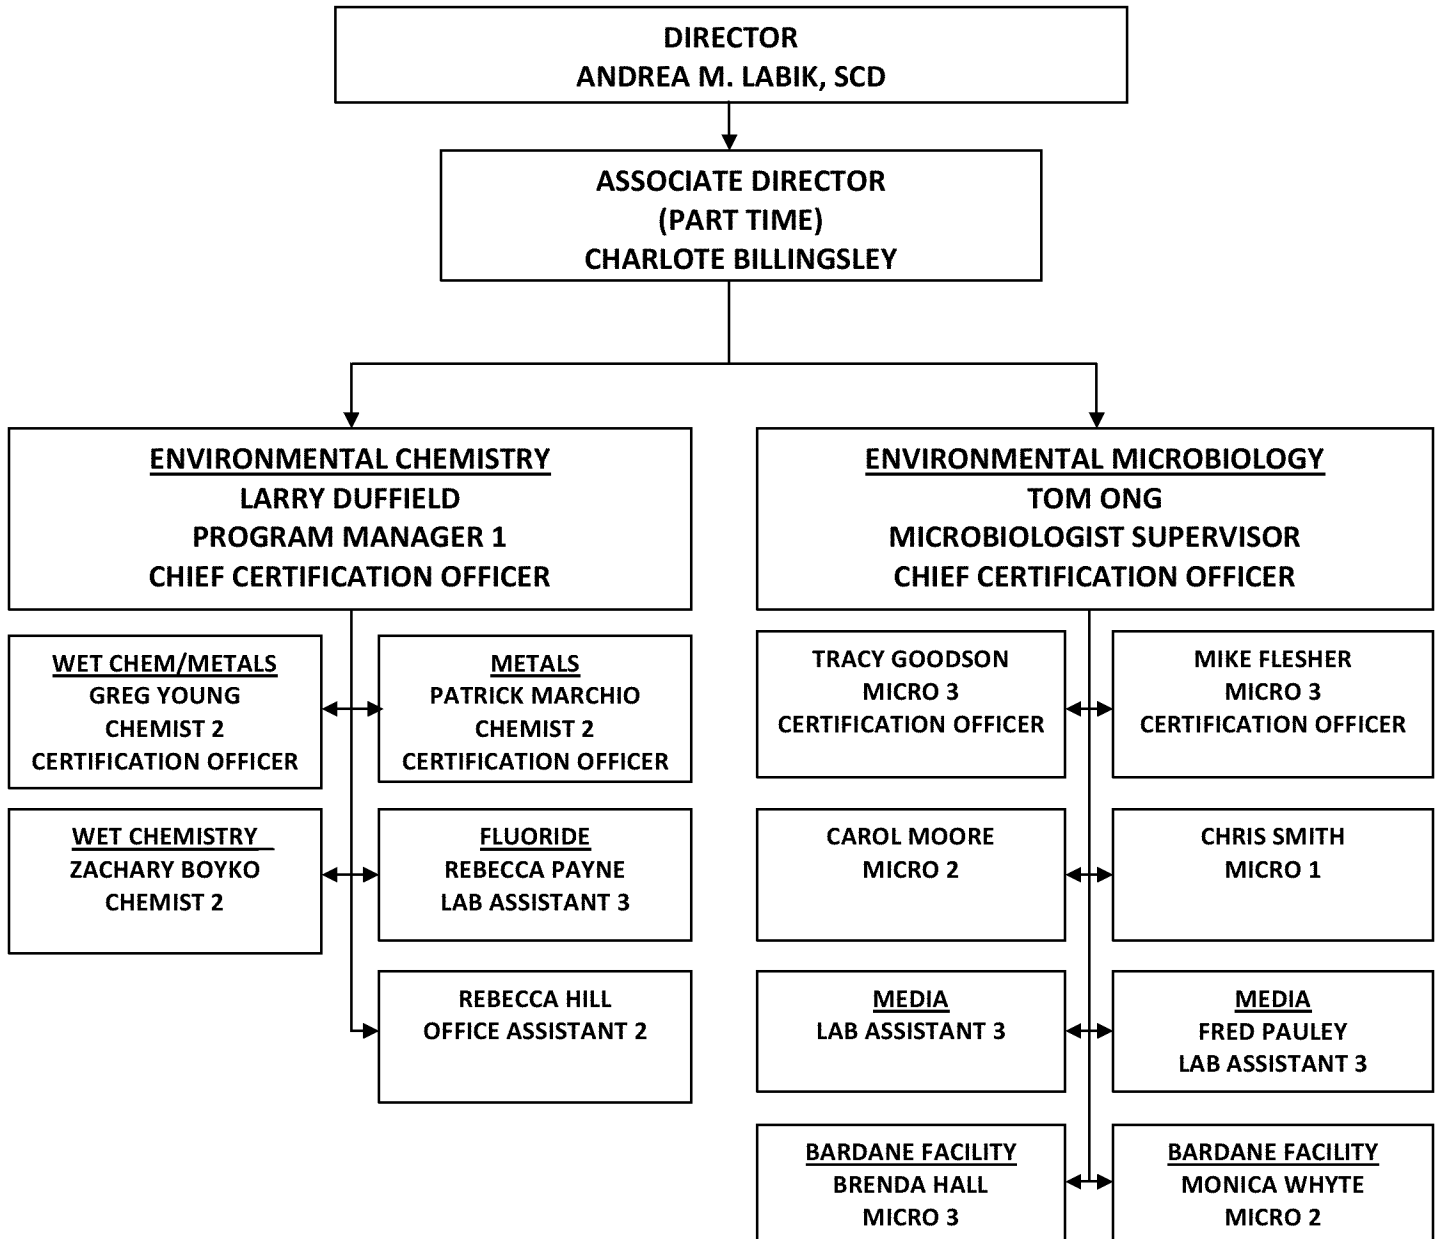 DIRECTOR
ANDREA M. LABIK, SCD
ASSOCIATE DIRECTOR
(PART TIME)
CHARLOTE BILLINGSLEY
ENVIRONMENTAL CHEMISTRY
LARRY DUFFIELD
PROGRAM MANAGER 1
CHIEF CERTIFICATION OFFICER
ENVIRONMENTAL MICROBIOLOGY
TOM ONG
MICROBIOLOGIST SUPERVISOR
CHIEF CERTIFICATION OFFICER
WET CHEM/METALS
GREG YOUNG
CHEMIST 2
CERTIFICATION OFFICER
METALS
PATRICK MARCHIO
CHEMIST 2
CERTIFICATION OFFICER
TRACY GOODSON
MICRO 3
CERTIFICATION OFFICER
MIKE FLESHER
MICRO 3
CERTIFICATION OFFICER
WET CHEMISTRY
ZACHARY BOYKO
CHEMIST 2
FLUORIDE
REBECCA PAYNE
LAB ASSISTANT 3
CAROL MOORE
MICRO 2
CHRIS SMITH
MICRO 1
REBECCA HILL
OFFICE ASSISTANT 2
MEDIA
LAB ASSISTANT 3
MEDIA
FRED PAULEY
LAB ASSISTANT 3
BARDANE FACILITY
BRENDA HALL
MICRO 3
BARDANE FACILITY
MONICA WHYTE
MICRO 2